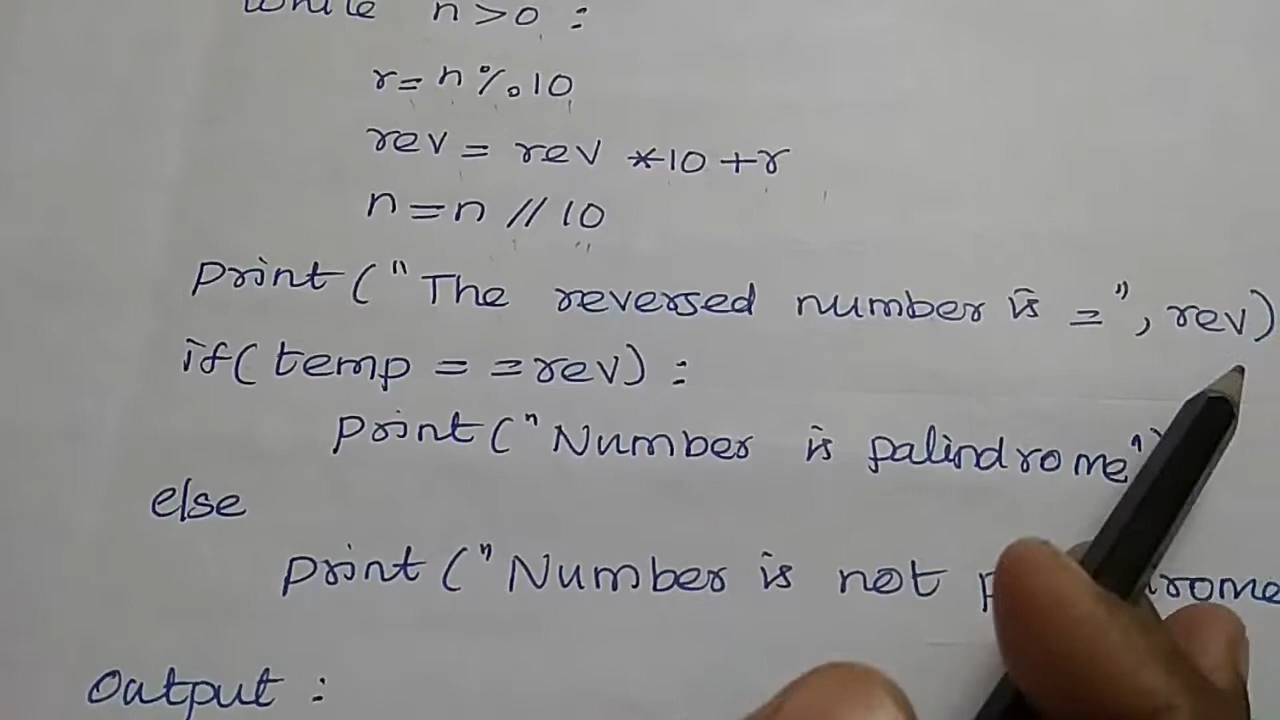 while n>0 :
r=n%10
rev = rev *10+r
n=n//10
print("The reversed number is =", rev)
if(temp = =rev) :
print("Number is palindrome"
else
print("Number is not
Output :